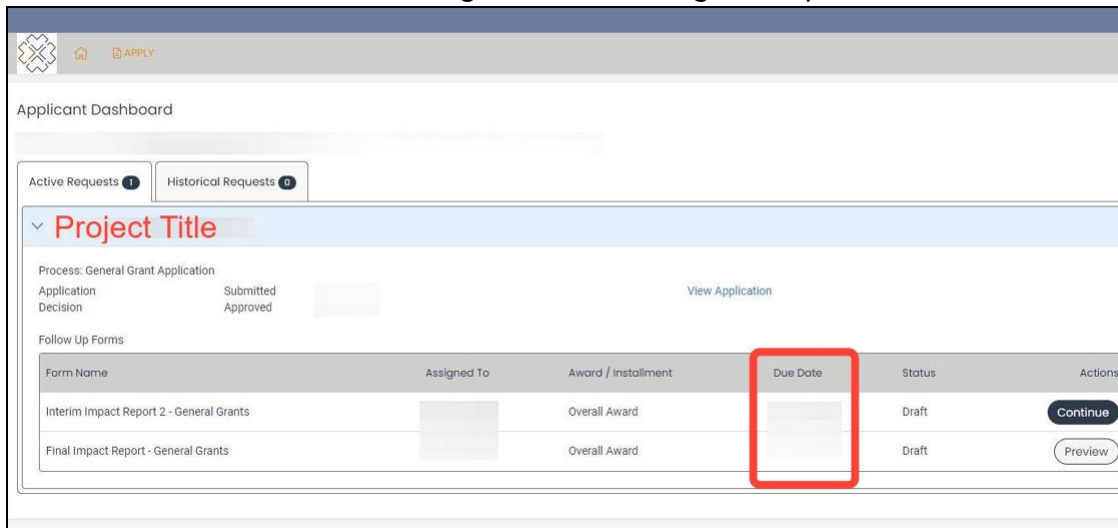 APPLY
Applicant Dashboard
Active Requests 1 Historical Requests 0
Project Title
Process: General Grant Application
Application Submitted View Application
Decision Approved
Follow Up Forms
Form Name Assigned To Award / Installment Due Date Status Actions
Interim Impact Report 2 - General Grants Overall Award Draft Continue
Final Impact Report - General Grants Overall Award Draft Preview